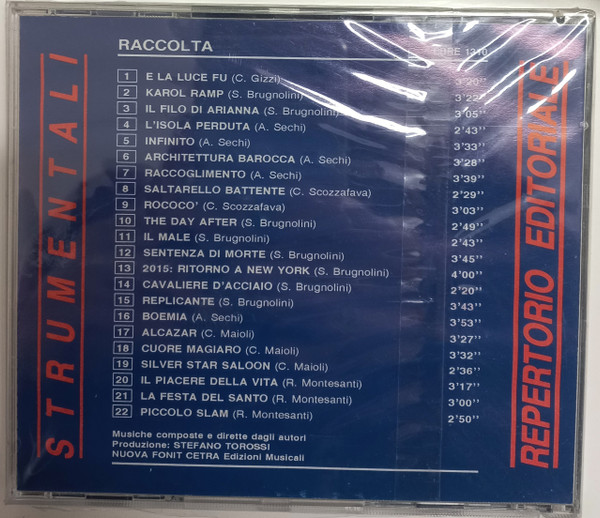 STRUMENTALI
RACCOLTA 1310
1 E LA LUCE FU (C. Gizzi) 3'20''
2 KAROL RAMP (S. Brugnolini) 3'22''
3 IL FILO DI ARIANNA (S. Brugnolini) 3'05''
4 L'ISOLA PERDUTA (A. Sechi) 2'43''
5 INFINITO (A. Sechi) 3'33''
6 ARCHITETTURA BAROCCA (A. Sechi) 3'28''
7 RACCOGLIMENTO (A. Sechi) 3'39''
8 SALTARELLO BATTENTE (C. Scozzafava) 2'29''
9 ROCOCO' (C. Scozzafava) 3'03''
10 THE DAY AFTER (S. Brugnolini) 2'49''
11 IL MALE (S. Brugnolini) 2'43''
12 SENTENZA DI MORTE (S. Brugnolini) 3'45''
13 2015: RITORNO A NEW YORK (S. Brugnolini) 4'00''
14 CAVALIERE D'ACCIAIO (S. Brugnolini) 2'20''
15 REPLICANTE (S. Brugnolini) 3'43''
16 BOEMIA (A. Sechi) 3'53''
17 ALCAZAR (C. Maioli) 3'27''
18 CUORE MAGIARO (C. Maioli) 3'32''
19 SILVER STAR SALOON (C. Maioli) 2'36''
20 IL PIACERE DELLA VITA (R. Montesanti) 3'17''
21 LA FESTA DEL SANTO (R. Montesanti) 3'00''
22 PICCOLO SLAM (R. Montesanti) 2'50''
Musiche composte e dirette dagli autori
Produzione: STEFANO TOROSSI
NUOVA FONIT CETRA Edizioni Musicali
REPERTORIO EDITORIALE